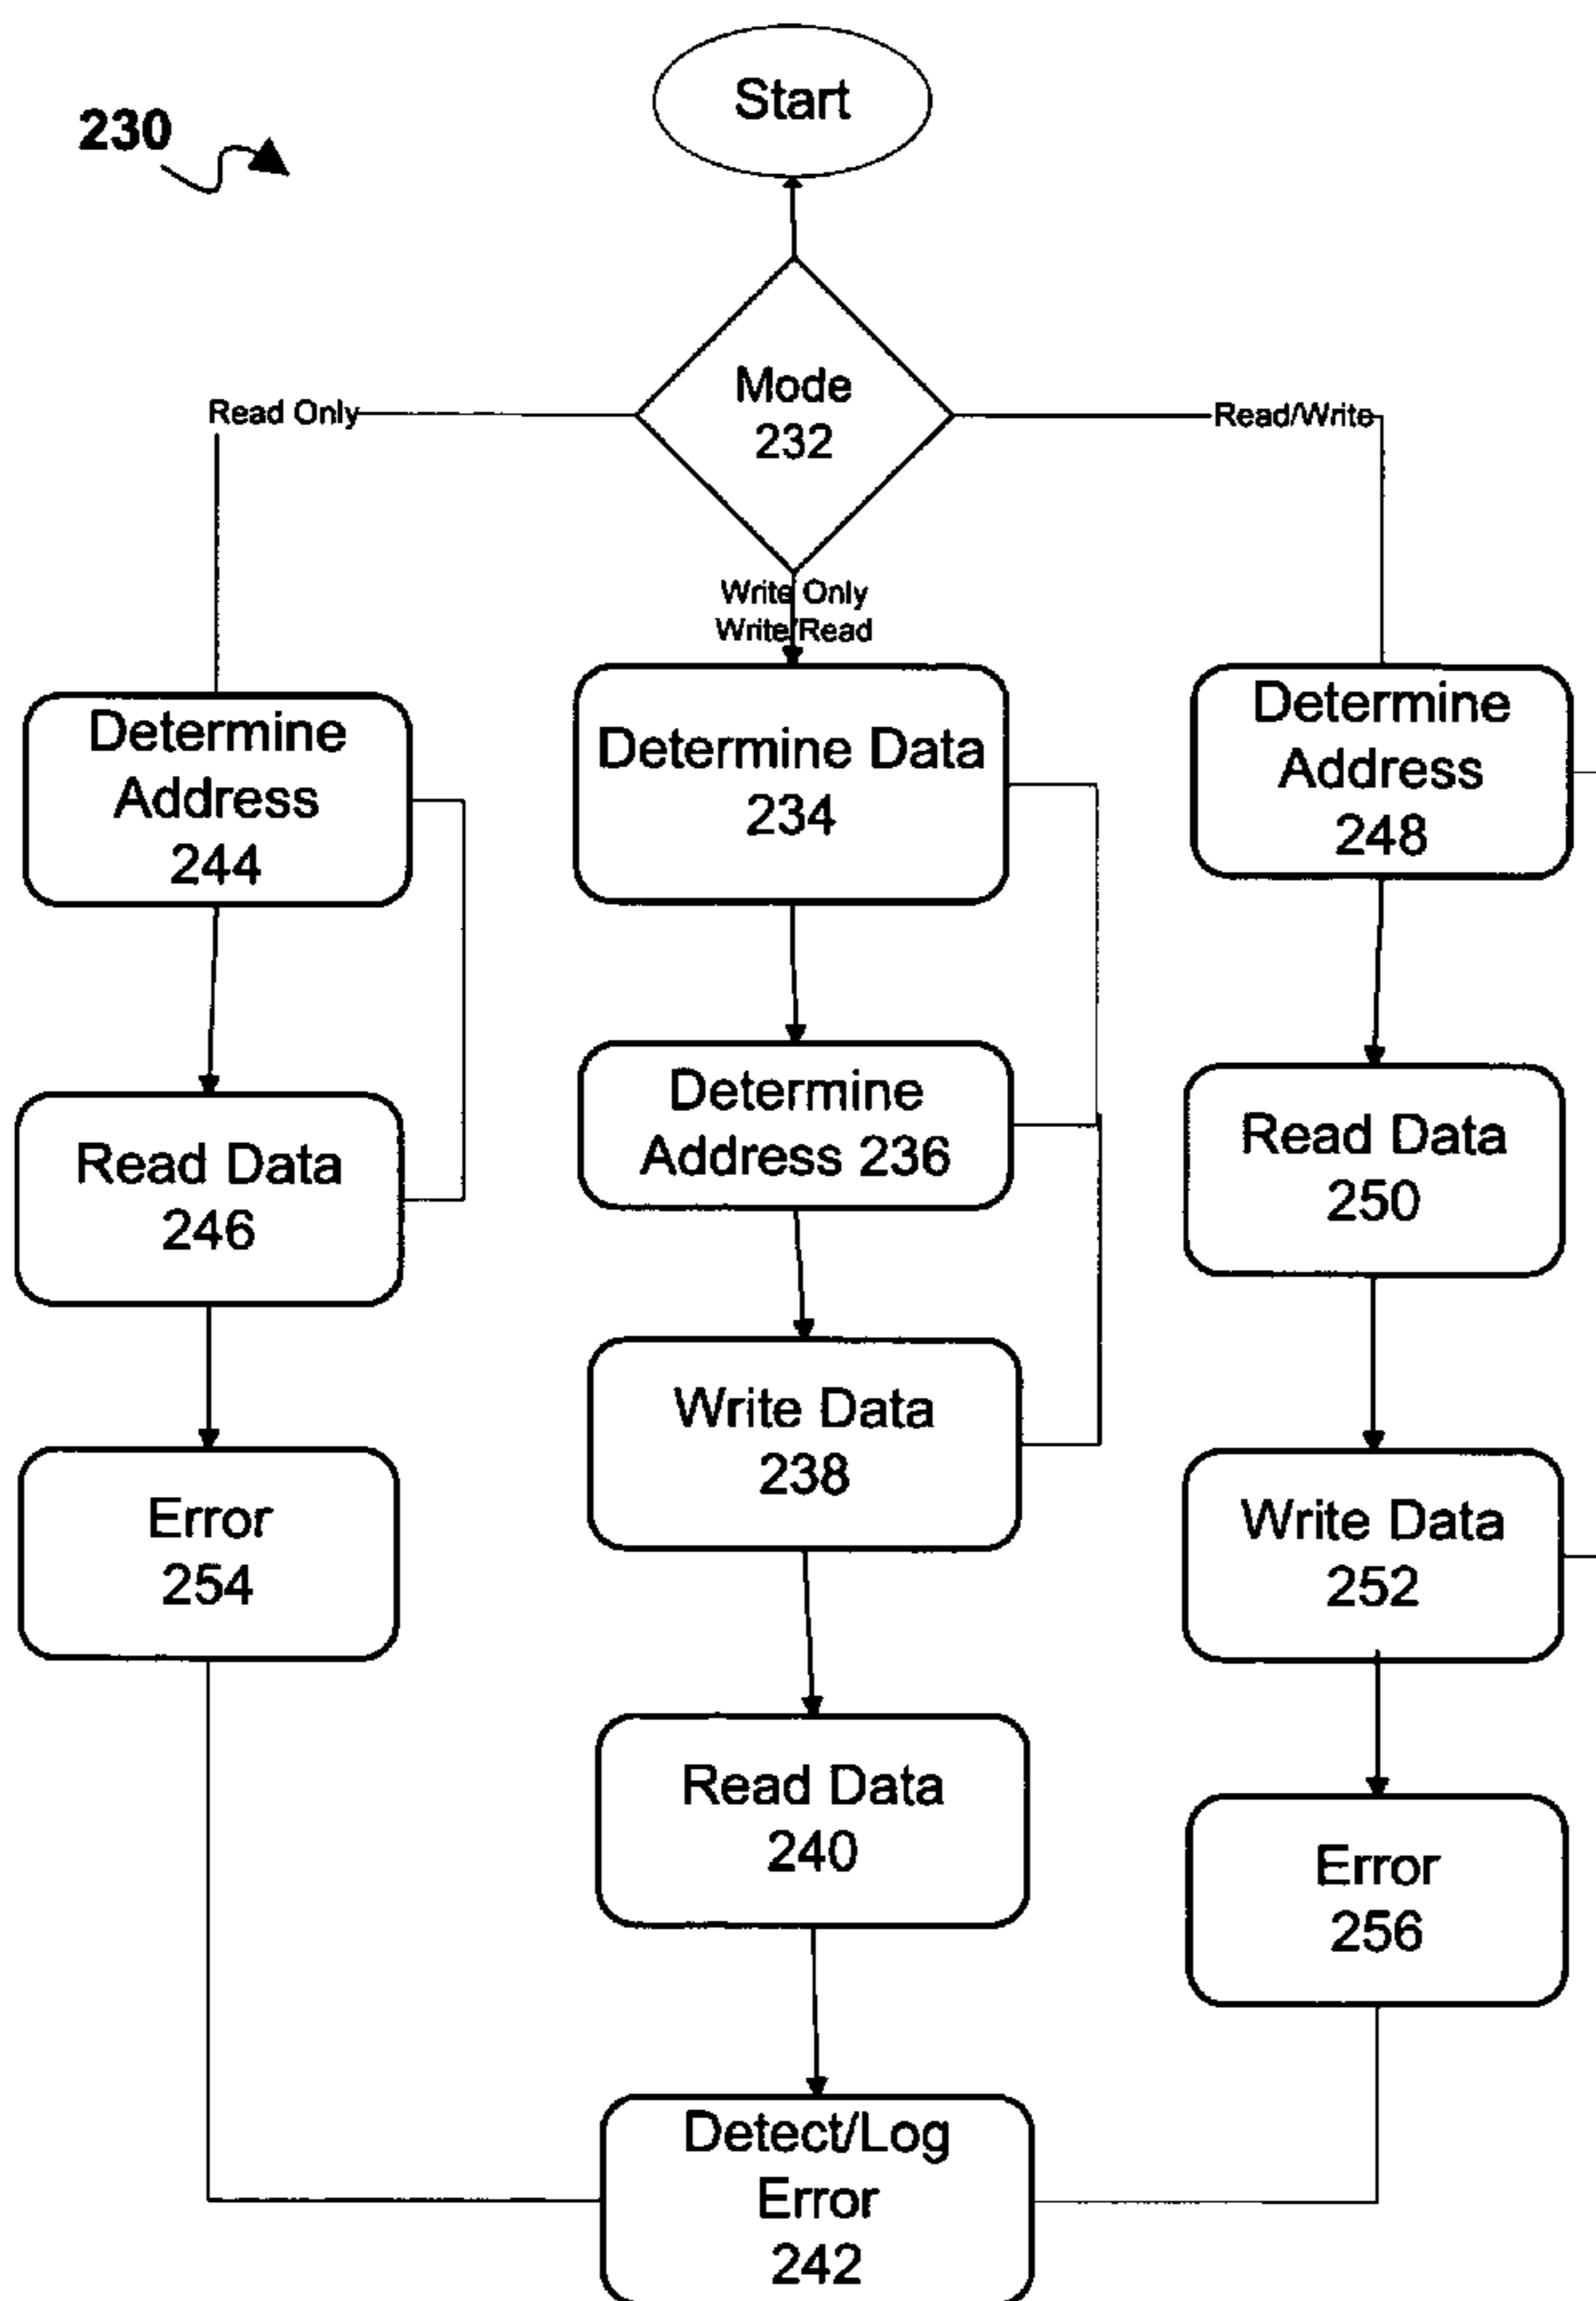 Start
230
Mode
232
Read Only
Read/Write
Write Only
Write/Read
Determine
Address
244
Determine Data
234
Determine
Address
248
Read Data
246
Determine
Address 236
Read Data
250
Error
254
Write Data
238
Write Data
252
Read Data
240
Error
256
Detect/Log
Error
242